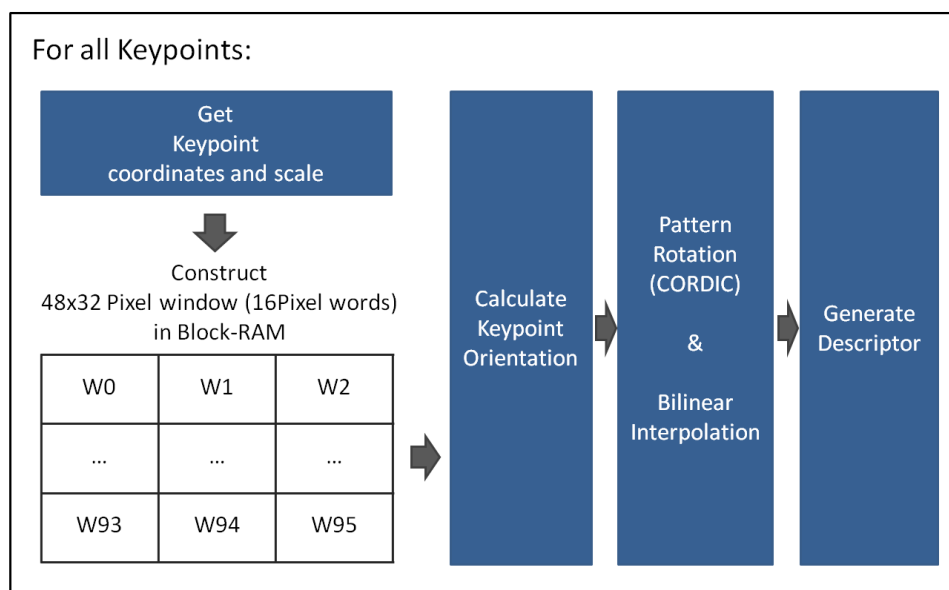 For all Keypoints:
Get
Keypoint
coordinates and scale
Construct
48x32 Pixel window (16Pixel words)
in Block-RAM
W0 W1 W2
... ... ...
W93 W94 W95
Calculate
Keypoint
Orientation
Pattern
Rotation
(CORDIC)
&
Bilinear
Interpolation
Generate
Descriptor